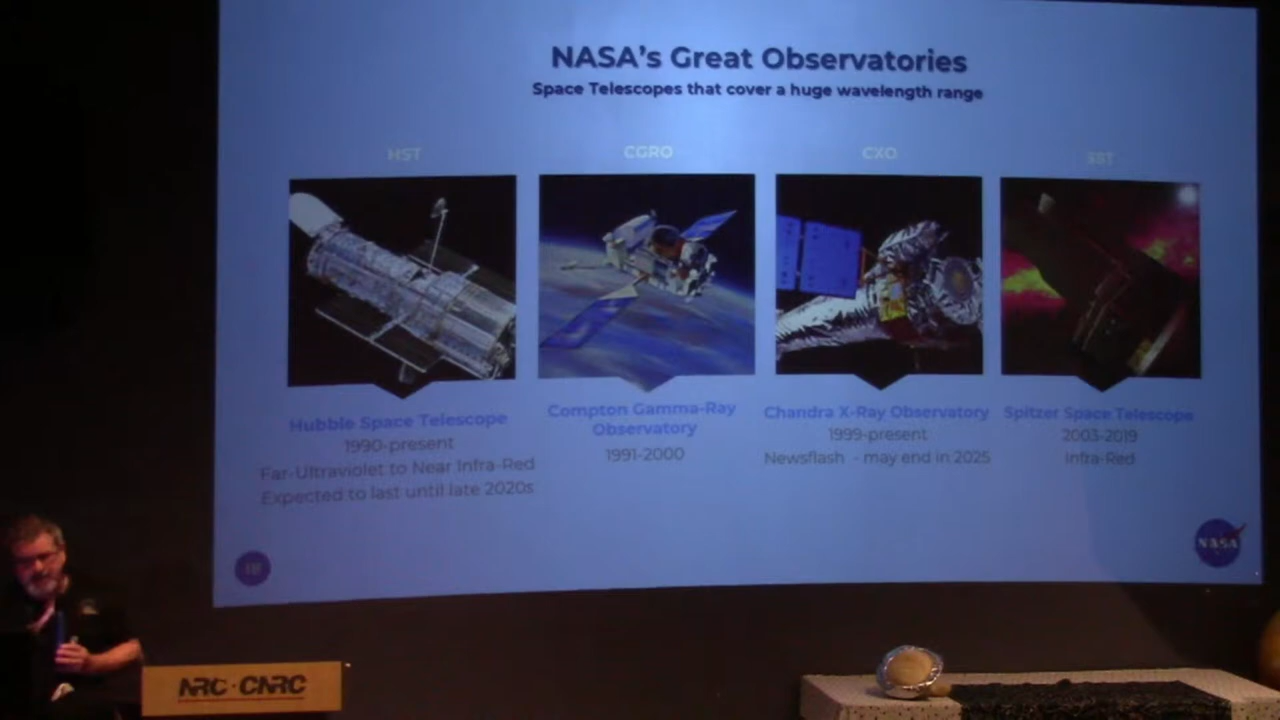 NASA's Great Observatories
Space Telescopes that cover a huge wavelength range
HST
CGRO
CXO
SST
Hubble Space Telescope
1990-present
Far-Ultraviolet to Near Infra-Red
Expected to last until late 2020s
Compton Gamma-Ray
Observatory
1991-2000
Chandra X-Ray Observatory
1999-present
Newsflash - may end in 2025
Spitzer Space Telescope
2003-2019
Infra-Red
NASA
NRC·CNRC